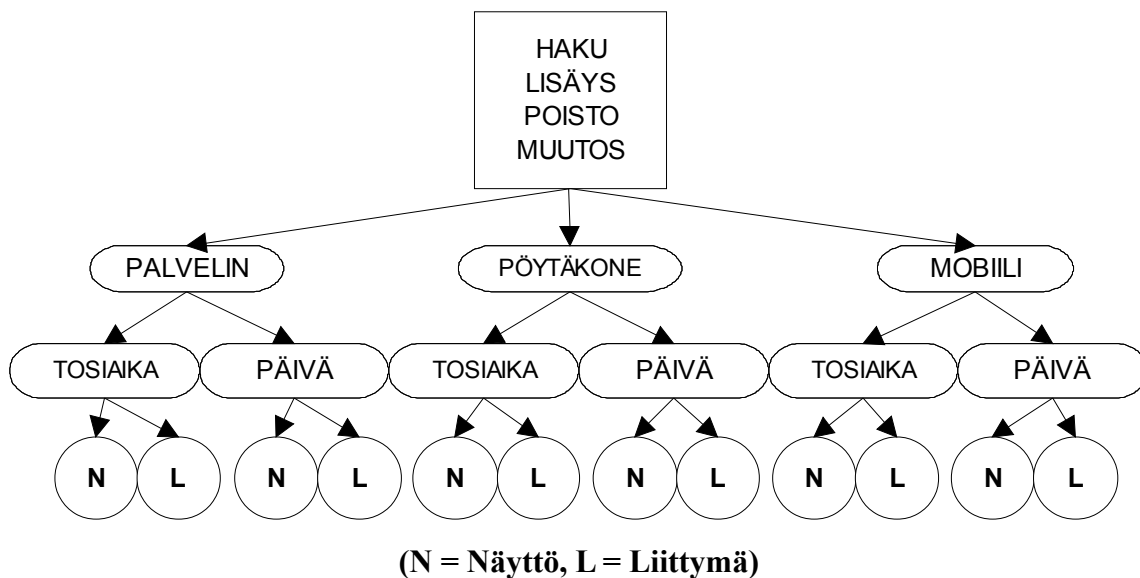 HAKU
LISÄYS
POISTO
MUUTOS
PALVELIN PÖYTÄKONE MOBIILI
TOSIAIKA PÄIVÄ TOSIAIKA PÄIVÄ TOSIAIKA PÄIVÄ
N L N L N L N L N L N L
(N = Näyttö, L = Liittymä)